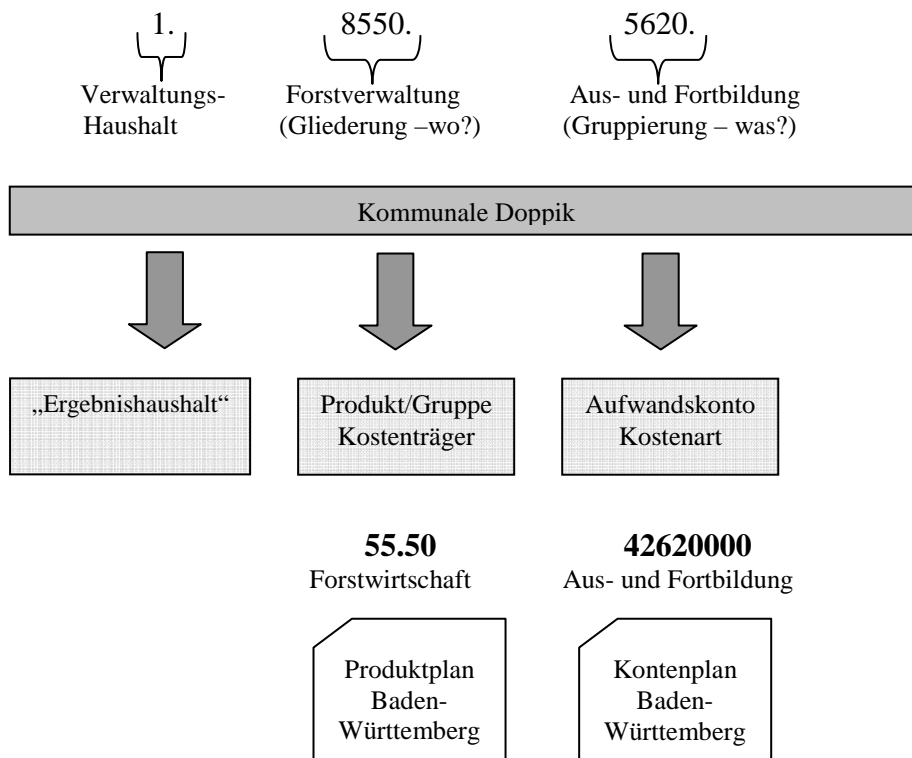 1. 8550. 5620.
Verwaltungs-
Haushalt
Forstverwaltung
(Gliederung –wo?)
Aus- und Fortbildung
(Gruppierung – was?)
Kommunale Doppik
„Ergebnishaushalt“
Produkt/Gruppe
Kostenträger
Aufwandskonto
Kostenart
55.50
Forstwirtschaft
42620000
Aus- und Fortbildung
Produktplan
Baden-
Württemberg
Kontenplan
Baden-
Württemberg